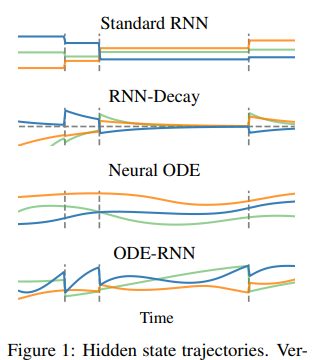 Standard RNN
RNN-Decay
Neural ODE
ODE-RNN
Time
Figure 1: Hidden state trajectories. Ver-